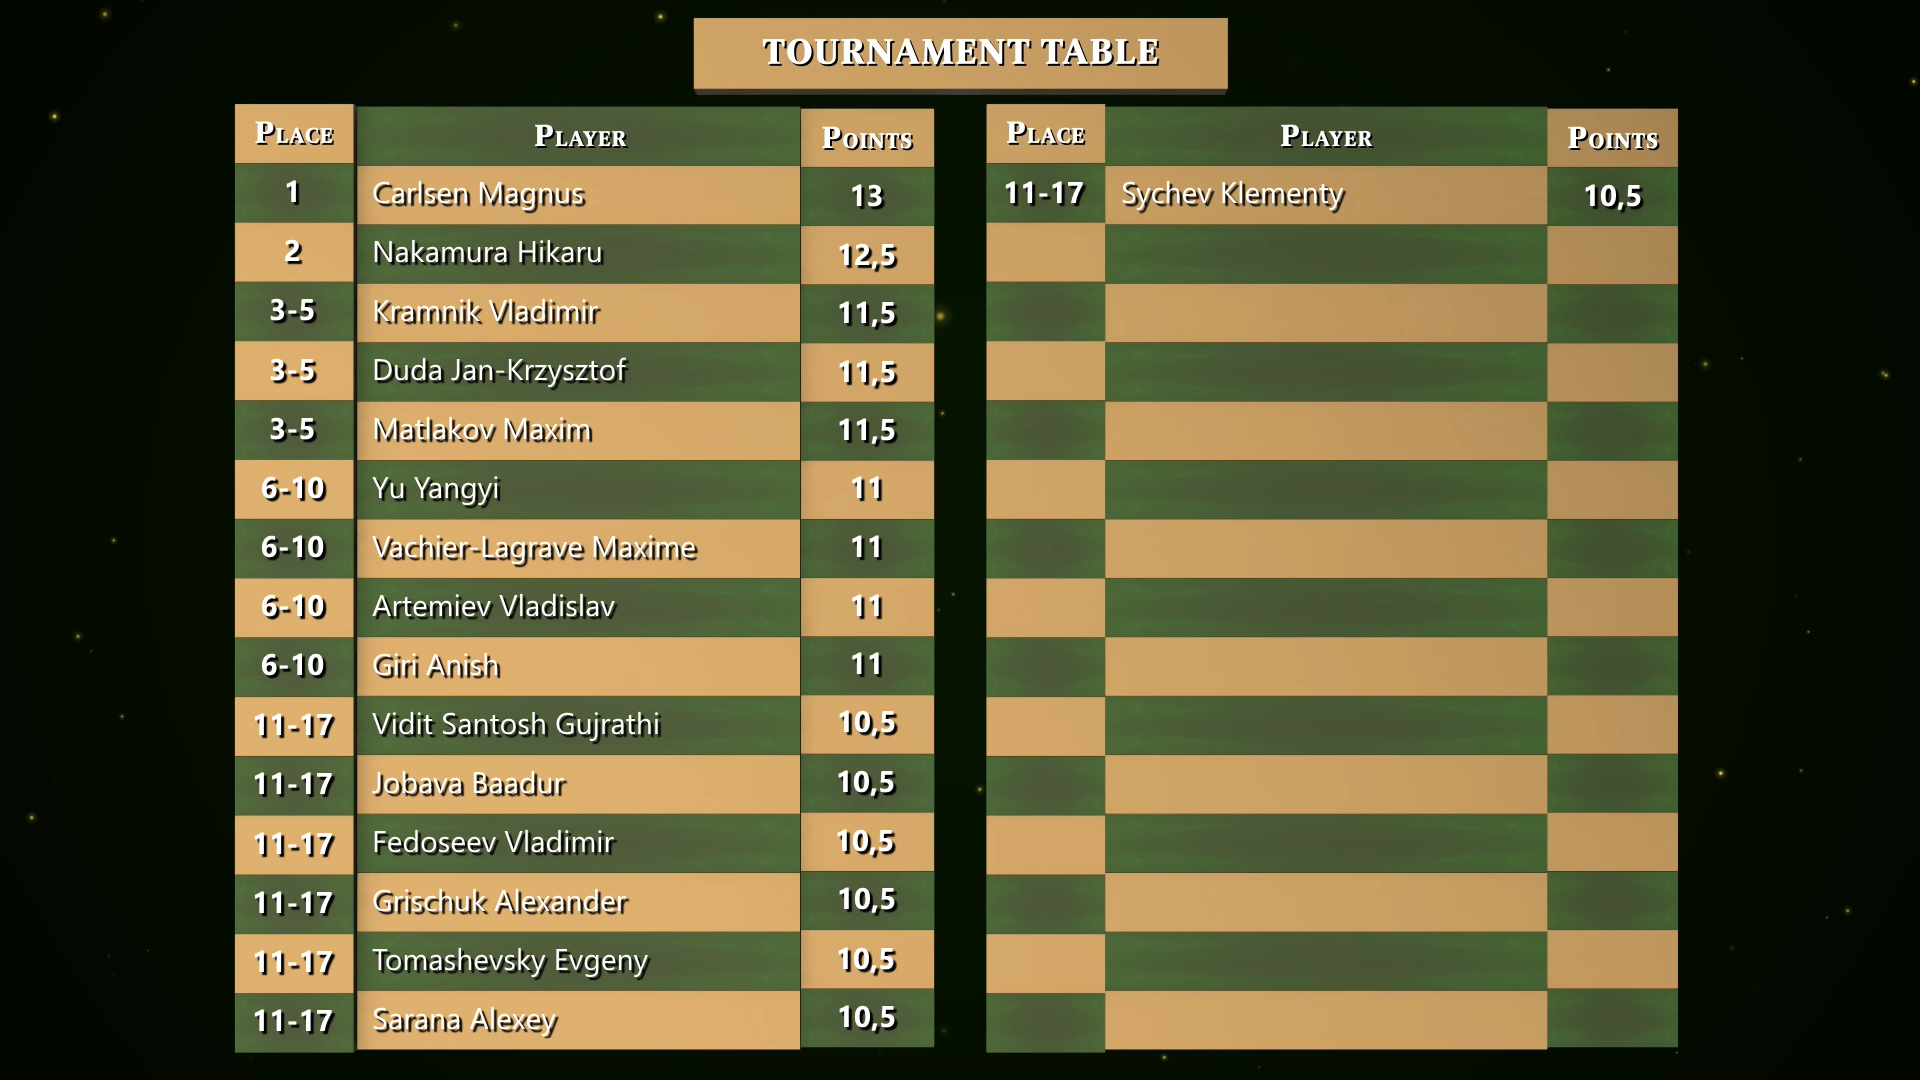 TOURNAMENT TABLE
PLACE PLAYER POINTS
1 Carlsen Magnus 13
2 Nakamura Hikaru 12,5
3-5 Kramnik Vladimir 11,5
3-5 Duda Jan-Krzysztof 11,5
3-5 Matlakov Maxim 11,5
6-10 Yu Yangyi 11
6-10 Vachier-Lagrave Maxime 11
6-10 Artemiev Vladislav 11
6-10 Giri Anish 11
11-17 Vidit Santosh Gujrathi 10,5
11-17 Jobava Baadur 10,5
11-17 Fedoseev Vladimir 10,5
11-17 Grischuk Alexander 10,5
11-17 Tomashevsky Evgeny 10,5
11-17 Sarana Alexey 10,5
PLACE PLAYER POINTS
11-17 Sychev Klementy 10,5